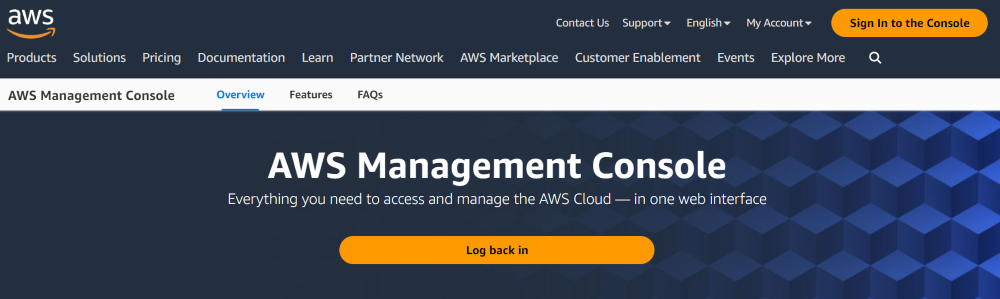 aws
Contact Us Support English My Account Sign In to the Console
Products Solutions Pricing Documentation Learn Partner Network AWS Marketplace Customer Enablement Events Explore More
AWS Management Console Overview Features FAQs
AWS Management Console
Everything you need to access and manage the AWS Cloud — in one web interface
Log back in